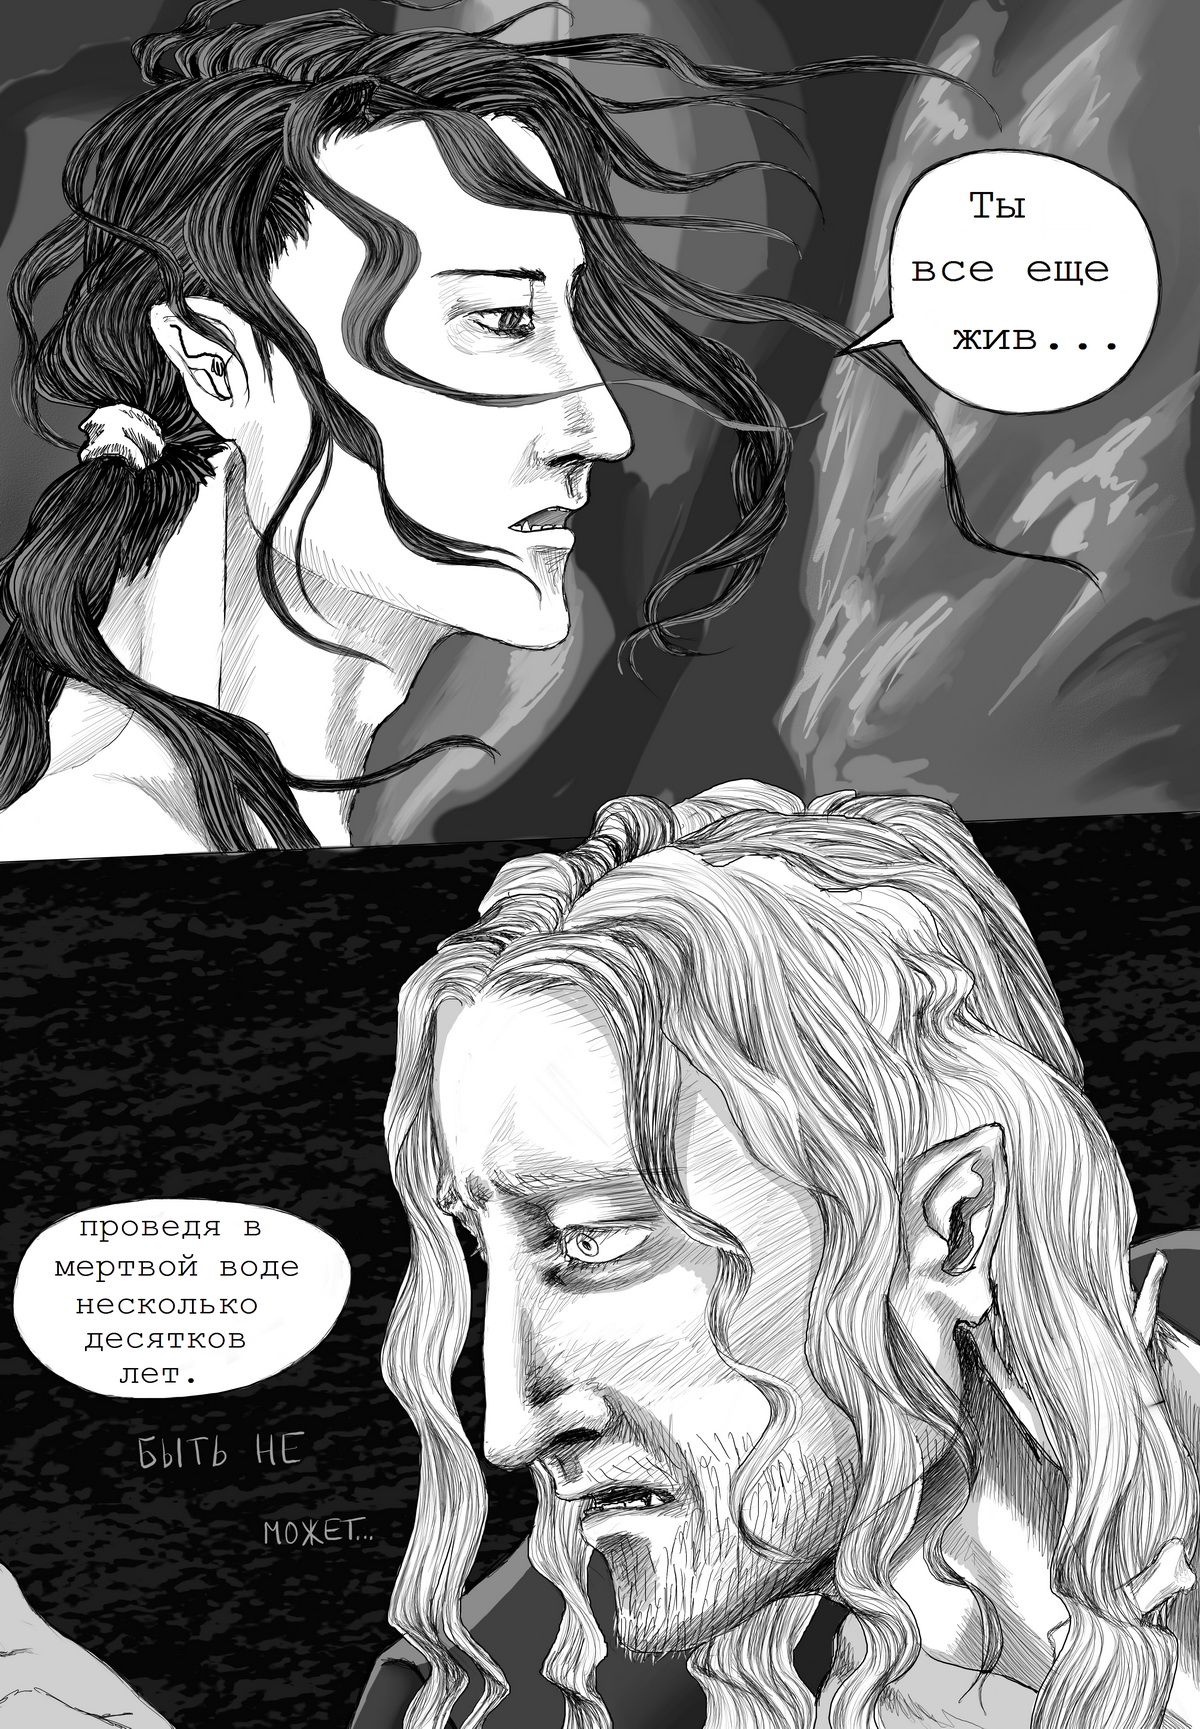 Ты
все еще
жив...
проведя в
мертвой воде
несколько
десятков
лет.
БЫТЬ НЕ
МОЖЕТ...